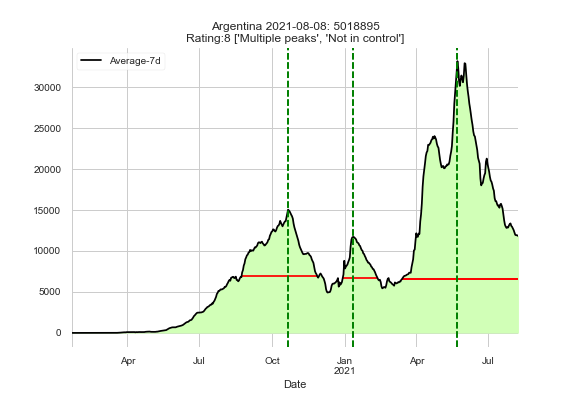 Argentina 2021-08-08: 5018895
Rating:8 ['Multiple peaks', 'Not in control']
Average-7d
30000
25000
20000
15000
10000
5000
0
Apr Jul Oct Jan Apr Jul
2021
Date